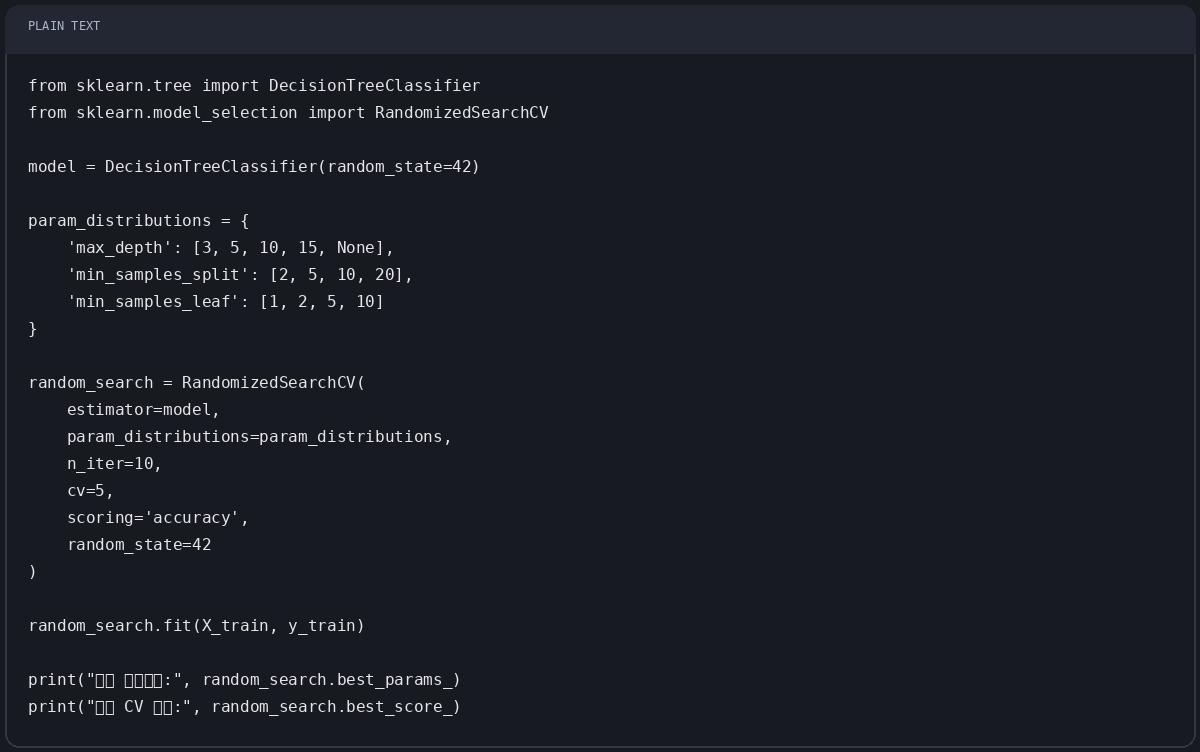 PLAIN TEXT
from sklearn.tree import DecisionTreeClassifier
from sklearn.model_selection import RandomizedSearchCV
model = DecisionTreeClassifier(random_state=42)
param_distributions = {
    'max_depth': [3, 5, 10, 15, None],
    'min_samples_split': [2, 5, 10, 20],
    'min_samples_leaf': [1, 2, 5, 10]
}
random_search = RandomizedSearchCV(
    estimator=model,
    param_distributions=param_distributions,
    n_iter=10,
    cv=5,
    scoring='accuracy',
    random_state=42
)
random_search.fit(X_train, y_train)
print(" :", random_search.best_params_)
print(" CV :", random_search.best_score_)